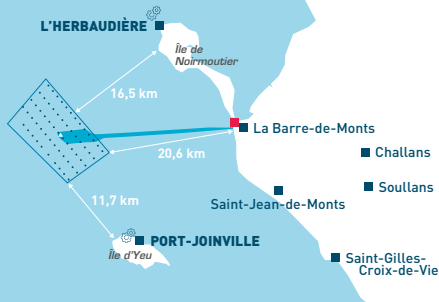 L'HERBAUDIÈRE
Île de
Noirmoutier
16,5 km
La Barre-de-Monts
20,6 km
Challans
Soullans
11,7 km
Saint-Jean-de-Monts
PORT-JOINVILLE
Île d'Yeu
Saint-Gilles-
Croix-de-Vie